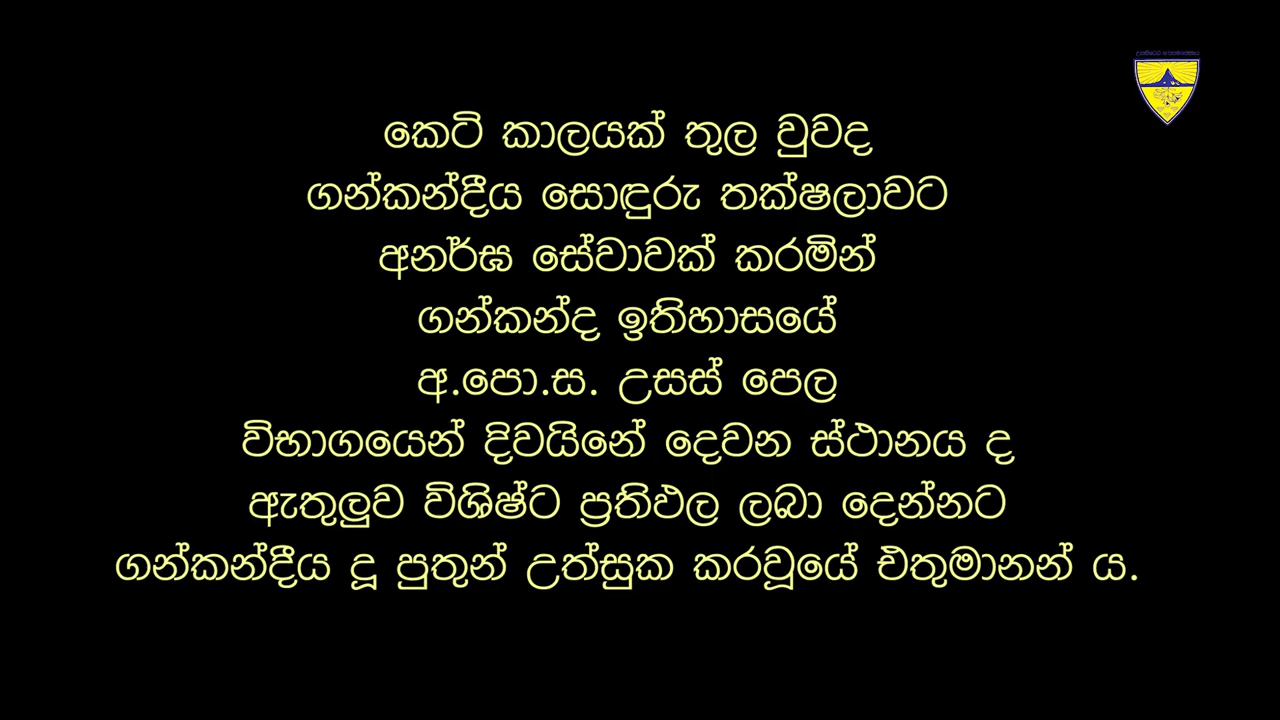 කෙටි කාලයක් තුල වුවද
ගන්කන්දීය සොඳුරු තක්ෂලාවට
අනර්ඝ සේවාවක් කරමින්
ගන්කන්ද ඉතිහාසයේ
අ.පො.ස. උසස් පෙල
විභාගයෙන් දිවයිනේ දෙවන ස්ථානය ද
ඇතුලුව විශිෂ්ට ප්‍රතිඵල ලබා දෙන්නට
ගන්කන්දීය දූ පුතුන් උත්සුක කරවූයේ එතුමානන් ය.